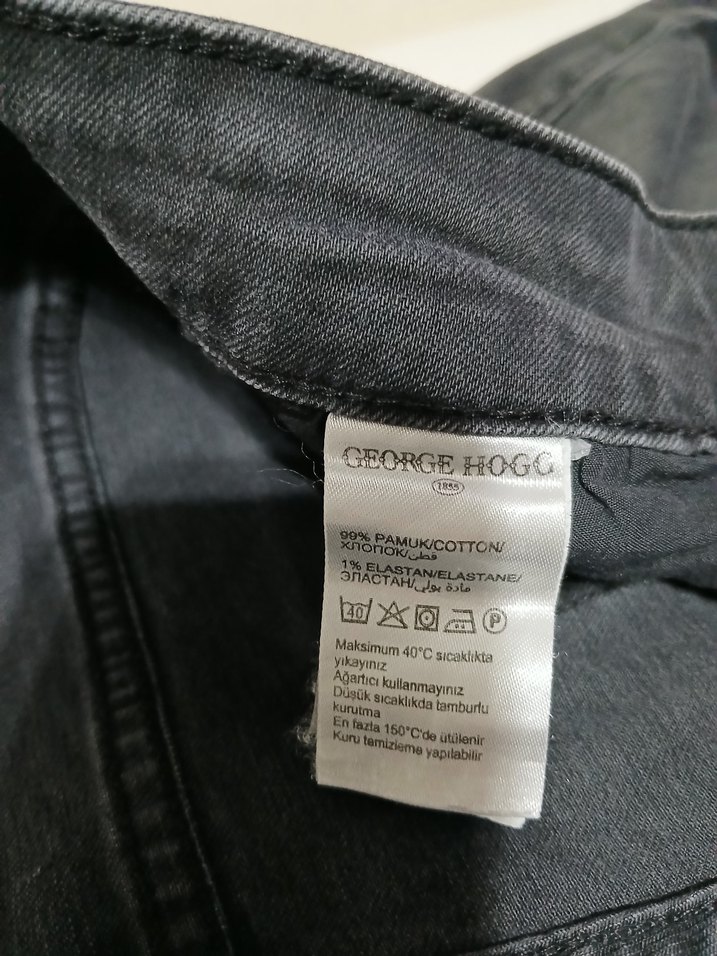 GEORGE HOGG
1855
99% PAMUK/COTTON/
ХЛОПОК/قطن
1% ELASTAN/ELASTANE/
ЭЛАСТАН/مادة بولي
40 P
Maksimum 40°C sıcaklıkta
yıkayınız
Ağartıcı kullanmayınız
Düşük sıcaklıkda tamburlu
kurutma
En fazla 150°C'de ütülenir
Kuru temizleme yapılabilir